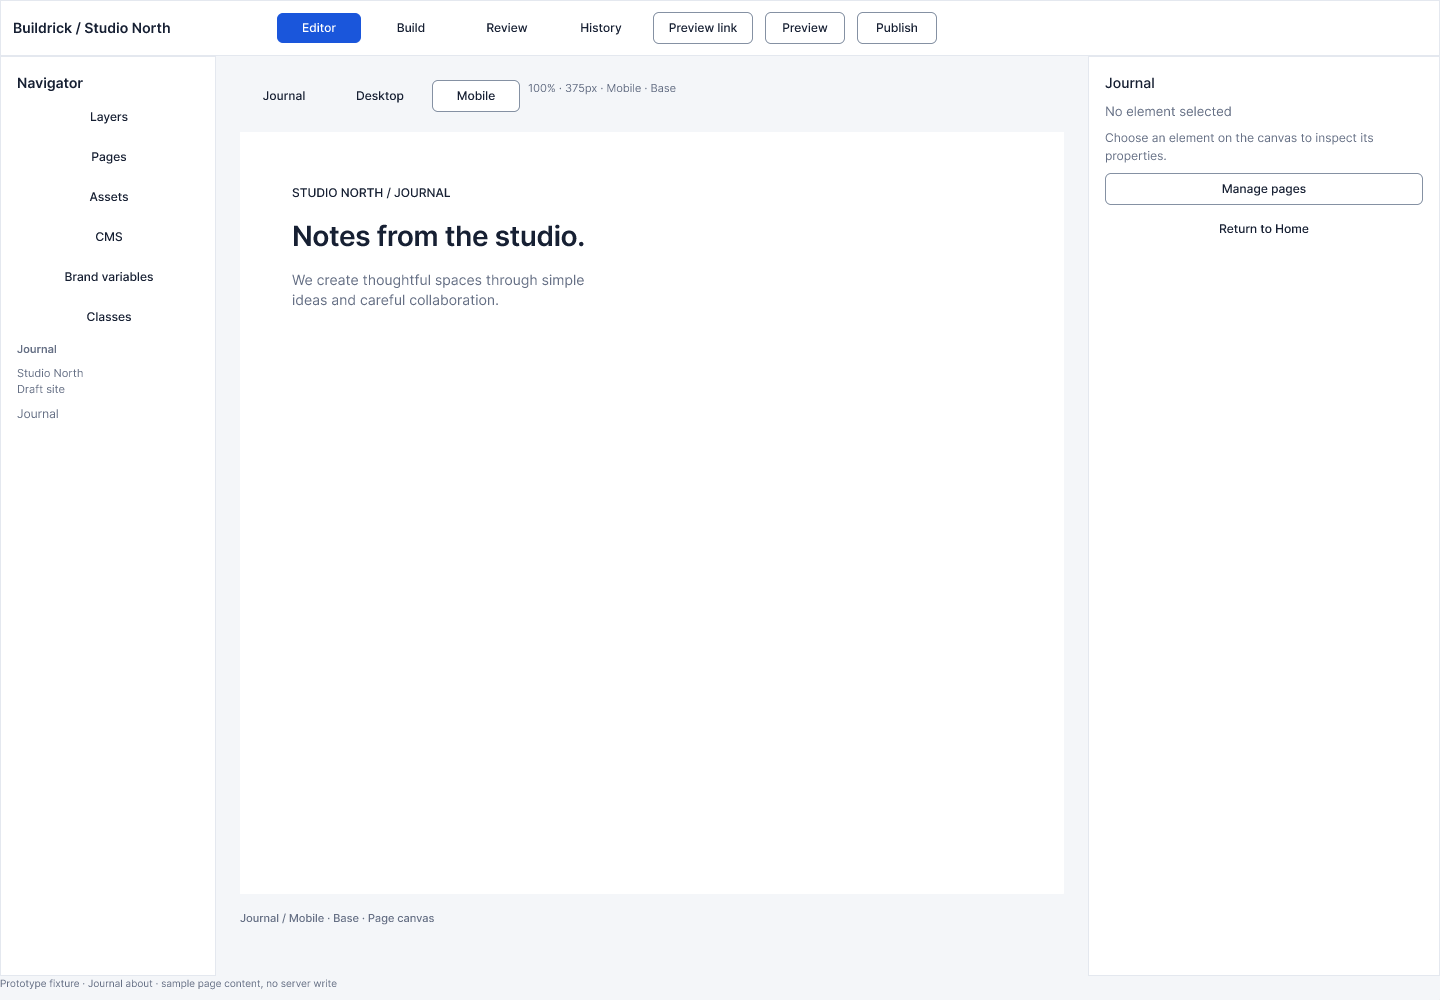 Buildrick / Studio North
Editor
Build
Review
History
Preview link
Preview
Publish
Navigator
Layers
Pages
Assets
CMS
Brand variables
Classes
Journal
Studio North
Draft site
Journal
Journal
Desktop
Mobile
100% · 375px · Mobile · Base
STUDIO NORTH / JOURNAL
Notes from the studio.
We create thoughtful spaces through simple
ideas and careful collaboration.
Journal / Mobile · Base · Page canvas
Journal
No element selected
Choose an element on the canvas to inspect its
properties.
Manage pages
Return to Home
Prototype fixture · Journal about · sample page content, no server write